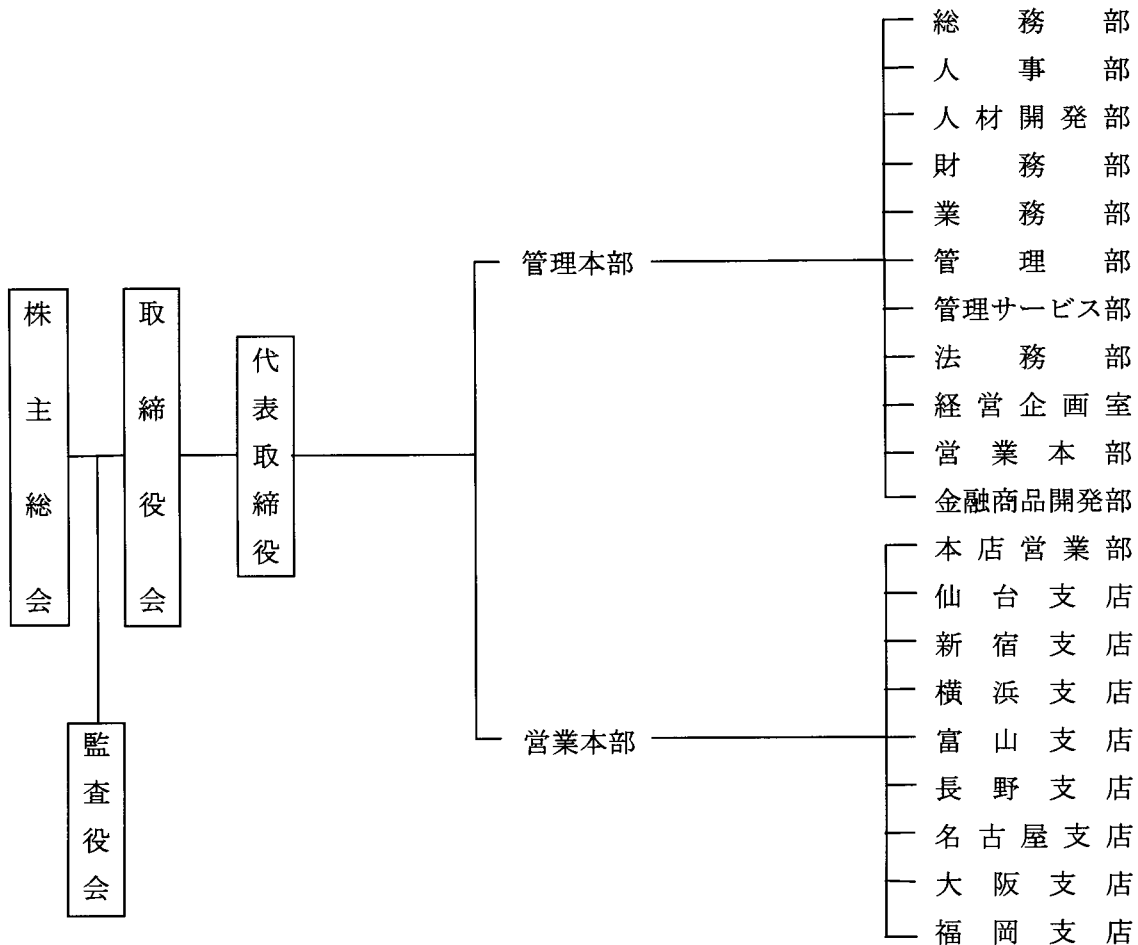 株主総会
取締役会
監査役会
代表取締役
管理本部
総務部
人事部
人材開発部
財務部
業務部
管理部
管理サービス部
法務部
経営企画室
営業本部
金融商品開発部
営業本部
本店営業部
仙台支店
新宿支店
横浜支店
富山支店
長野支店
名古屋支店
大阪支店
福岡支店